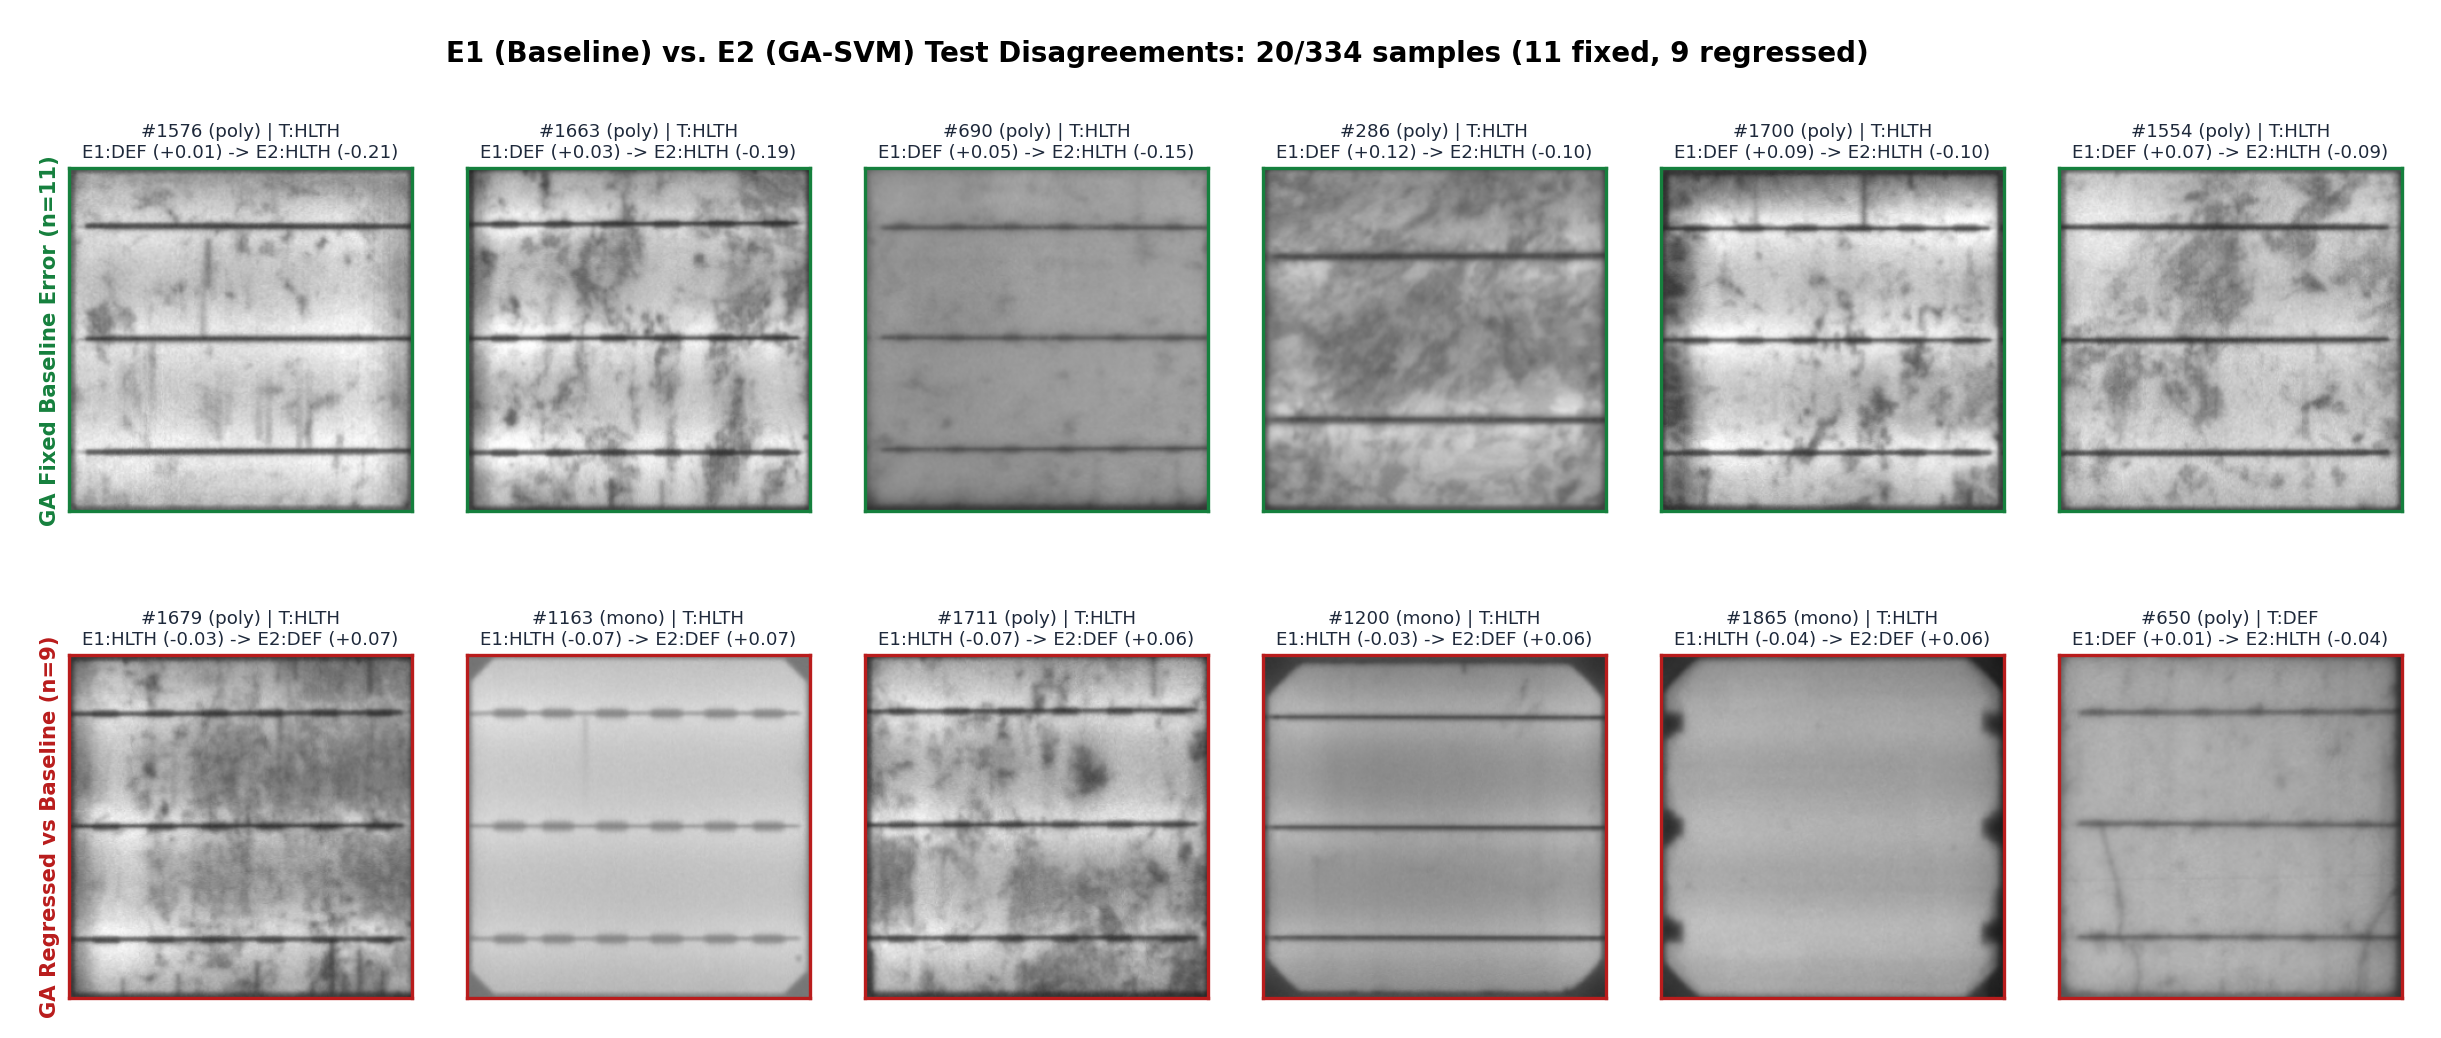 E1 (Baseline) vs. E2 (GA-SVM) Test Disagreements: 20/334 samples (11 fixed, 9 regressed)
GA Fixed Baseline Error (n=11)
#1576 (poly) | T:HLTH
E1:DEF (+0.01) -> E2:HLTH (-0.21)
#1663 (poly) | T:HLTH
E1:DEF (+0.03) -> E2:HLTH (-0.19)
#690 (poly) | T:HLTH
E1:DEF (+0.05) -> E2:HLTH (-0.15)
#286 (poly) | T:HLTH
E1:DEF (+0.12) -> E2:HLTH (-0.10)
#1700 (poly) | T:HLTH
E1:DEF (+0.09) -> E2:HLTH (-0.10)
#1554 (poly) | T:HLTH
E1:DEF (+0.07) -> E2:HLTH (-0.09)
GA Regressed vs Baseline (n=9)
#1679 (poly) | T:HLTH
E1:HLTH (-0.03) -> E2:DEF (+0.07)
#1163 (mono) | T:HLTH
E1:HLTH (-0.07) -> E2:DEF (+0.07)
#1711 (poly) | T:HLTH
E1:HLTH (-0.07) -> E2:DEF (+0.06)
#1200 (mono) | T:HLTH
E1:HLTH (-0.03) -> E2:DEF (+0.06)
#1865 (mono) | T:HLTH
E1:HLTH (-0.04) -> E2:DEF (+0.06)
#650 (poly) | T:DEF
E1:DEF (+0.01) -> E2:HLTH (-0.04)